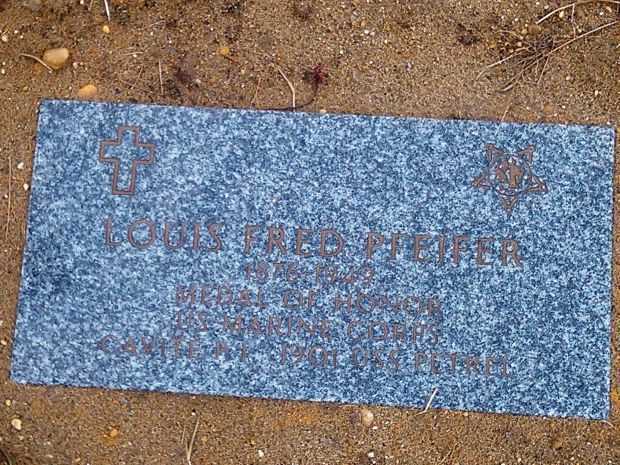 LOUIS FRED PFEIFER
1876-1949
MEDAL OF HONOR
US MARINE CORPS
CAVITE P.I. 1901 USS PETREL